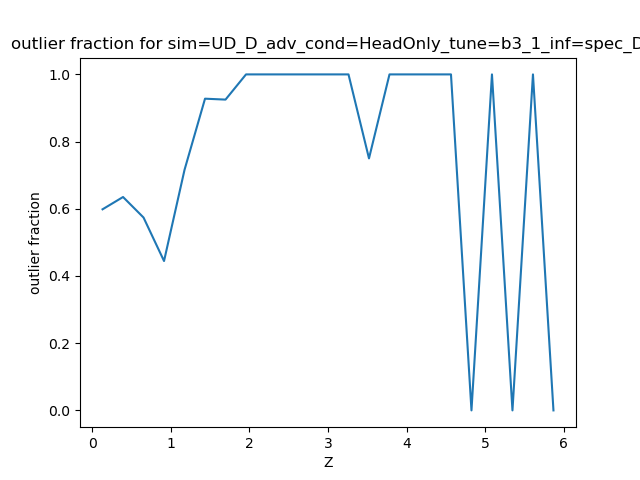 outlier fraction for sim=UD_D_adv_cond=HeadOnly_tune=b3_1_inf=spec_D
1.0
0.8
0.6
0.4
0.2
0.0
outlier fraction
0 1 2 3 4 5 6
Z